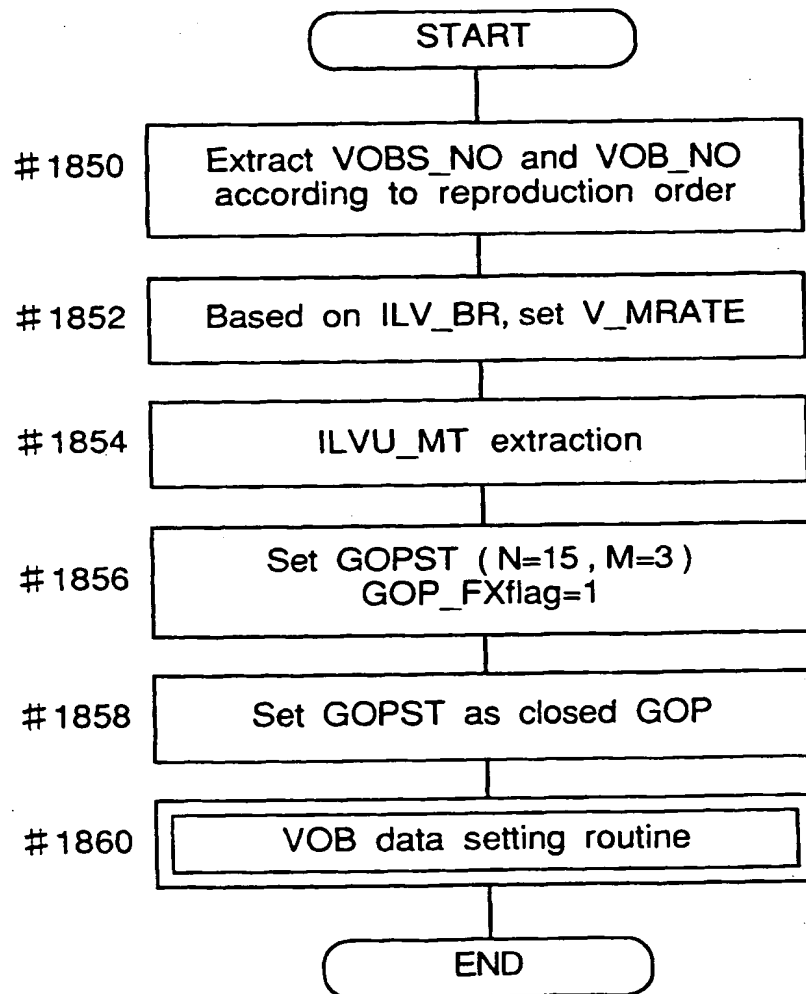 START
#1850
Extract VOBS_NO and VOB_NO
according to reproduction order
#1852
Based on ILV_BR, set V_MRATE
#1854
ILVU_MT extraction
#1856
Set GOPST ( N=15 , M=3 )
GOP_FXflag=1
#1858
Set GOPST as closed GOP
#1860
VOB data setting routine
END